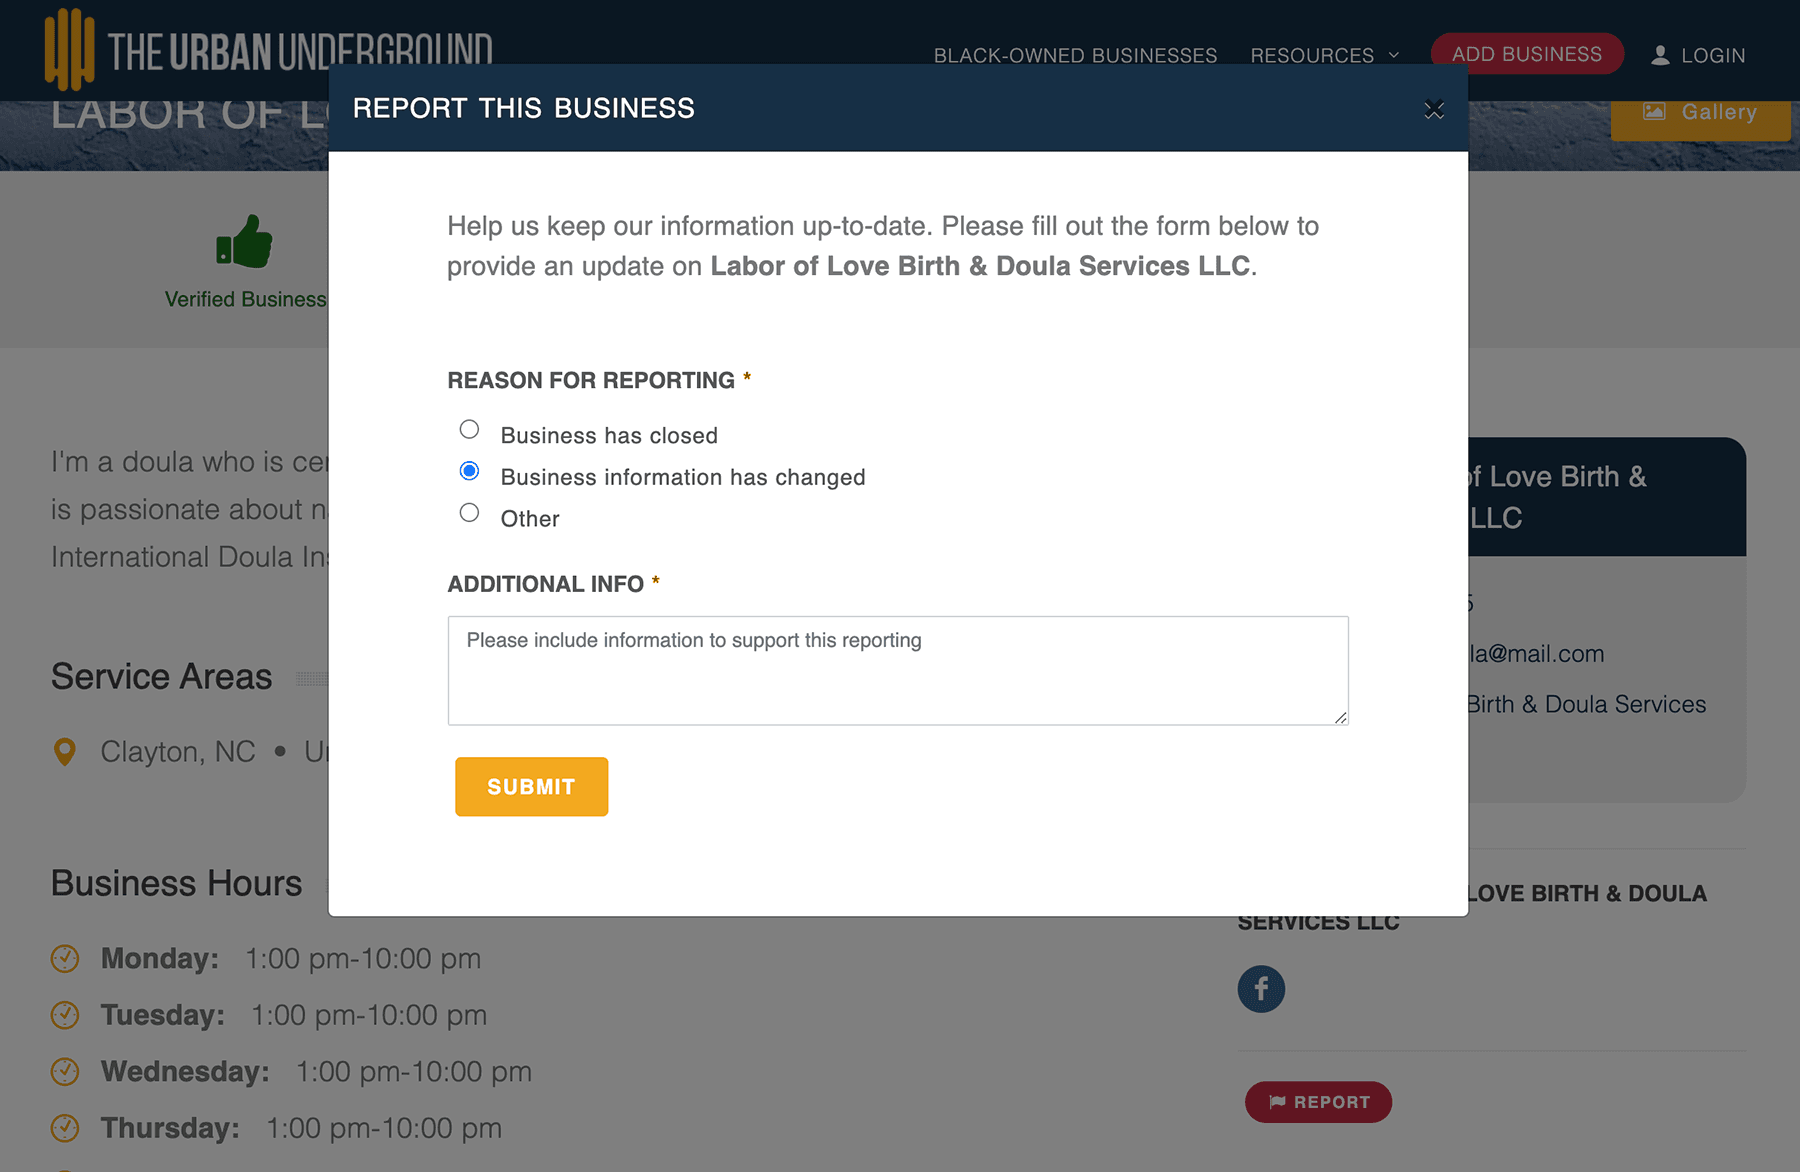 THE URBAN UNDERGROUND
BLACK-OWNED BUSINESSES RESOURCES ADD BUSINESS LOGIN
LABOR OF
Gallery
REPORT THIS BUSINESS
Verified Business
Help us keep our information up-to-date. Please fill out the form below to
provide an update on Labor of Love Birth & Doula Services LLC.
REASON FOR REPORTING *
Business has closed
Business information has changed
Other
ADDITIONAL INFO *
Please include information to support this reporting
SUBMIT
I'm a doula who is
is passionate about
International Doula
Service Areas
Clayton, NC •
Business Hours
Monday: 1:00 pm-10:00 pm
Tuesday: 1:00 pm-10:00 pm
Wednesday: 1:00 pm-10:00 pm
Thursday: 1:00 pm-10:00 pm
of Love Birth &
LLC
la@mail.com
Birth & Doula Services
LOVE BIRTH & DOULA
SERVICES LLC
f
REPORT